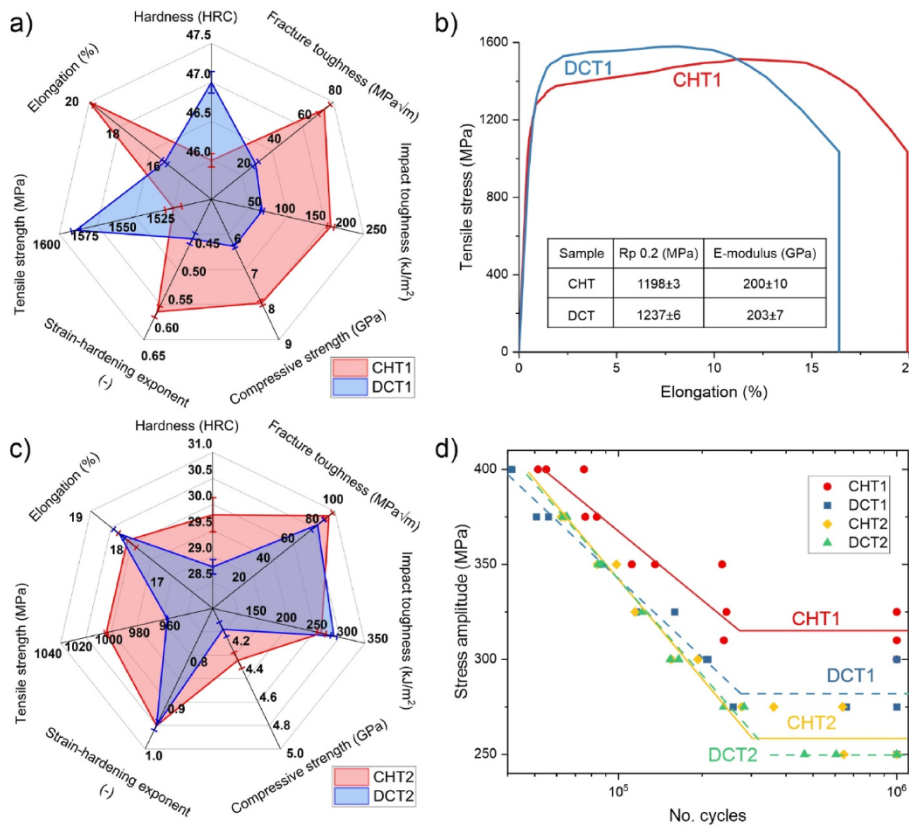 a)
Hardness (HRC)
47.5
47.0
46.5
46.0
Fracture toughness (MPa√m)
80
60
40
20
Impact toughness (kJ/m²)
50
100
150
200
250
Compressive strength (GPa)
6
7
8
9
Strain-hardening exponent
(-)
0.45
0.50
0.55
0.60
0.65
Tensile strength (MPa)
1600
1575
1550
1525
Elongation (%)
20
18
16
CHT1
DCT1
b)
Tensile stress (MPa)
1600
1200
800
400
0
DCT1
CHT1
Sample Rp 0.2 (MPa) E-modulus (GPa)
CHT 1198±3 200±10
DCT 1237±6 203±7
0 5 10 15 2
Elongation (%)
c)
Hardness (HRC)
31.0
30.5
30.0
29.5
29.0
28.5
Fracture toughness (MPa√m)
100
80
60
40
20
Impact toughness (kJ/m²)
150
200
250
300
350
Compressive strength (GPa)
4.2
4.4
4.6
4.8
5.0
Strain-hardening exponent
(-)
0.8
0.9
1.0
Tensile strength (MPa)
1040
1020
1000
980
960
Elongation (%)
19
18
17
CHT2
DCT2
d)
Stress amplitude (MPa)
400
350
300
250
CHT1
DCT1
CHT2
DCT2
CHT1
DCT1
CHT2
DCT2
10⁵ 10⁶
No. cycles